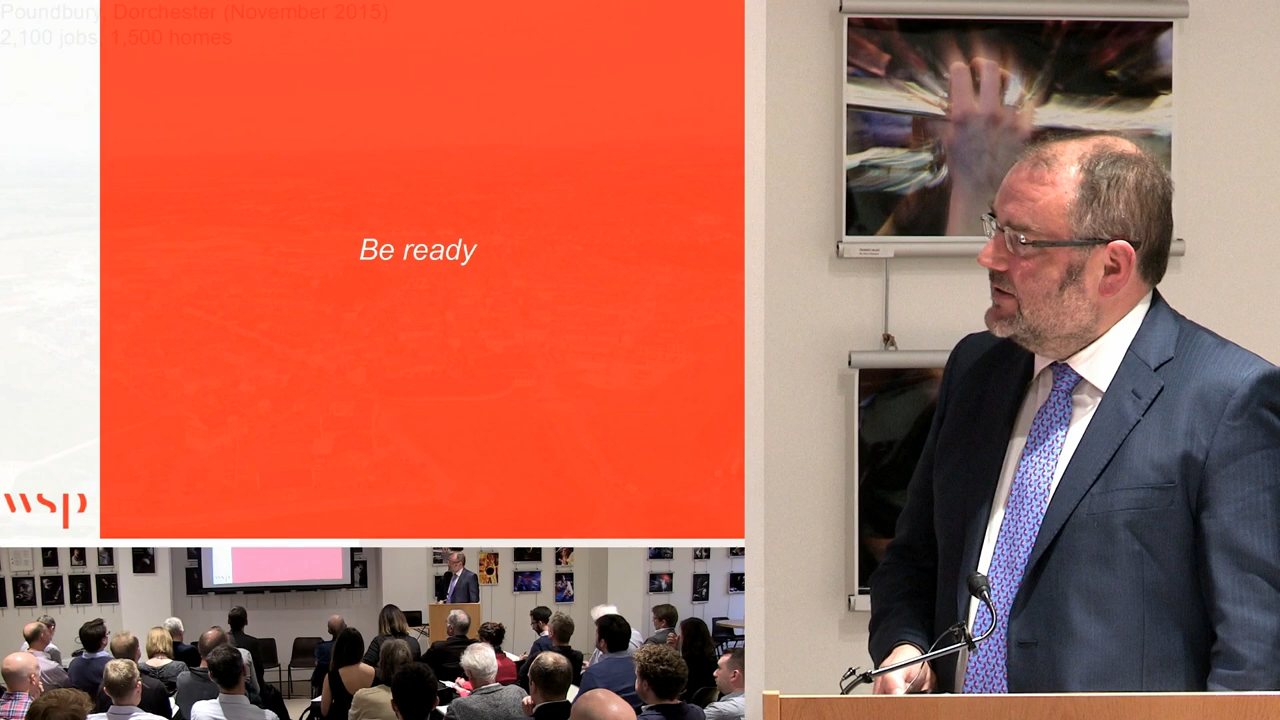 Poundbury, Dorchester (November 2015)
2,100 jobs, 1,500 homes
Be ready
wsp